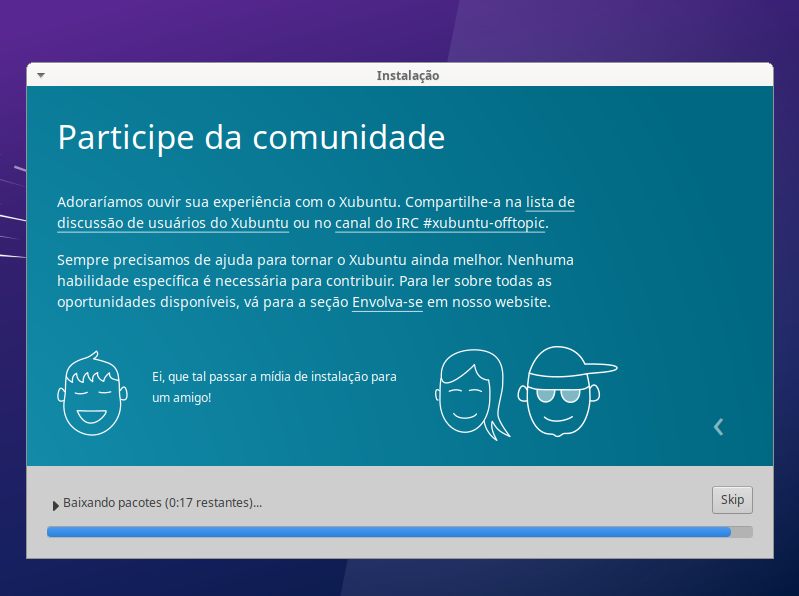 Instalação
Participe da comunidade
Adoraríamos ouvir sua experiência com o Xubuntu. Compartilhe-a na lista de
discussão de usuários do Xubuntu ou no canal do IRC #xubuntu-offtopic.
Sempre precisamos de ajuda para tornar o Xubuntu ainda melhor. Nenhuma
habilidade específica é necessária para contribuir. Para ler sobre todas as
oportunidades disponíveis, vá para a seção Envolva-se em nosso website.
Ei, que tal passar a mídia de instalação para
um amigo!
Baixando pacotes (0:17 restantes)...
Skip